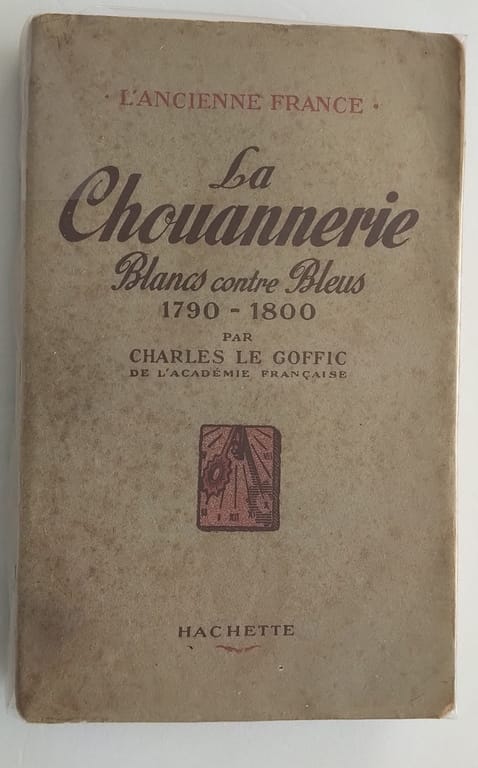 · L'ANCIENNE FRANCE ·
La
Chouannerie
Blancs contre Bleus
1790 - 1800
PAR
CHARLES LE GOFFIC
DE L'ACADÉMIE FRANÇAISE
HACHETTE